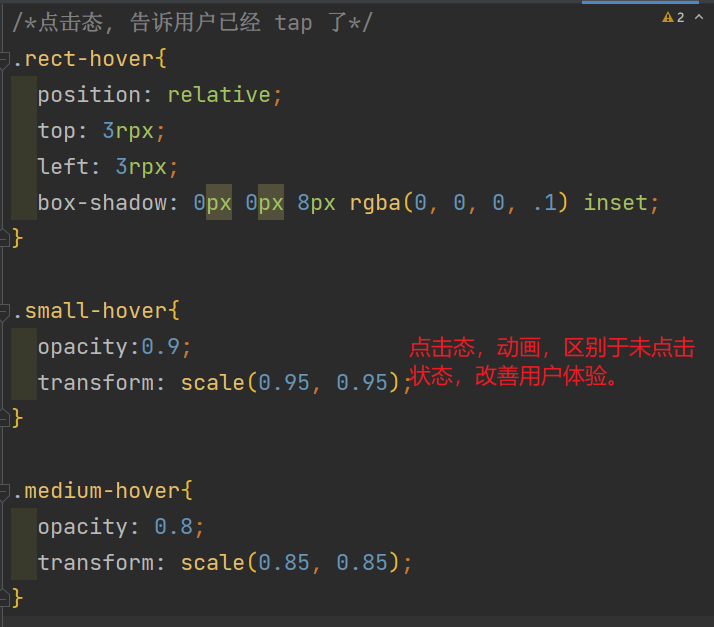 /*点击态, 告诉用户已经 tap 了*/
2
.rect-hover{
position: relative;
top: 3rpx;
left: 3rpx;
box-shadow: 0px 0px 8px rgba(0, 0, 0, .1) inset;
}
.small-hover{
opacity:0.9;
transform: scale(0.95, 0.95);
}
点击态，动画，区别于未点击
状态，改善用户体验。
.medium-hover{
opacity: 0.8;
transform: scale(0.85, 0.85);
}